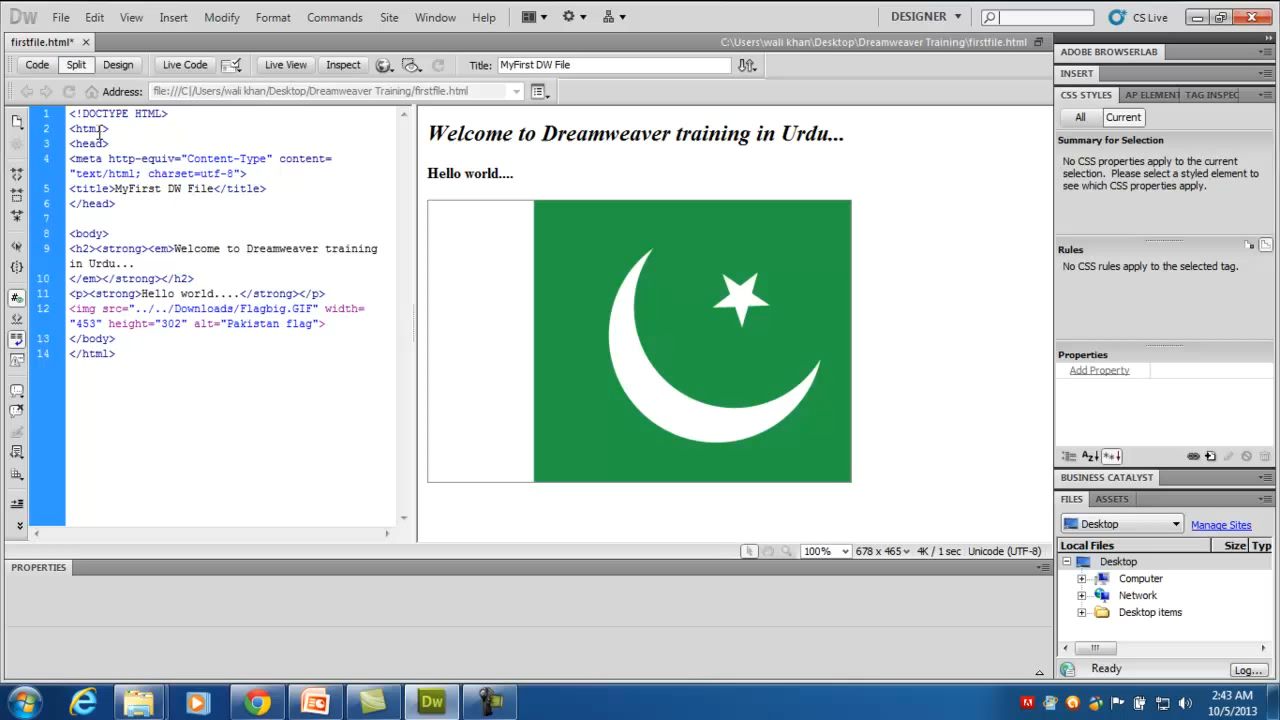 Dw File Edit View Insert Modify Format Commands Site Window Help DESIGNER CS Live
firstfile.html* C:\Users\wali khan\Desktop\Dreamweaver Training\firstfile.html
Code Split Design Live Code Live View Inspect Title: MyFirst DW File
Address: file:///C|/Users/wali khan/Desktop/Dreamweaver Training/firstfile.html
1 <!DOCTYPE HTML>
2 <html>
3 <head>
4 <meta http-equiv="Content-Type" content=
"text/html; charset=utf-8">
5 <title>MyFirst DW File</title>
6 </head>
7
8 <body>
9 <h2><strong><em>Welcome to Dreamweaver training
in Urdu...
10 </em></strong></h2>
11 <p><strong>Hello world....</strong></p>
12 <img src="../../Downloads/Flagbig.GIF" width=
"453" height="302" alt="Pakistan flag">
13 </body>
14 </html>
Welcome to Dreamweaver training in Urdu...
Hello world....
100% 678 x 465 4K / 1 sec Unicode (UTF-8)
PROPERTIES
ADOBE BROWSERLAB
INSERT
CSS STYLES AP ELEMENT TAG INSPEC
All Current
Summary for Selection
No CSS properties apply to the current
selection. Please select a styled element to
see which CSS properties apply.
Rules
No CSS rules apply to the selected tag.
Properties
Add Property
BUSINESS CATALYST
FILES ASSETS
Desktop Manage Sites
Local Files Size Typ
Desktop
Computer
Network
Desktop items
Ready Log...
Dw
2:43 AM
10/5/2013